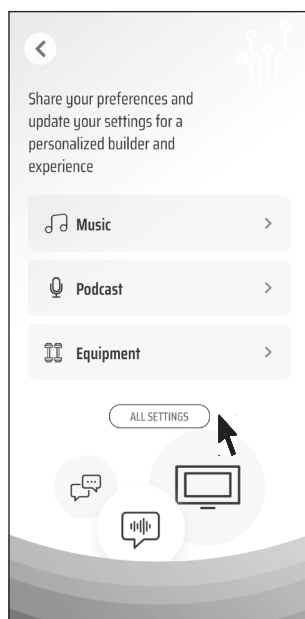 Share your preferences and
update your settings for a
personalized builder and
experience
Music
Podcast
Equipment
ALL SETTINGS